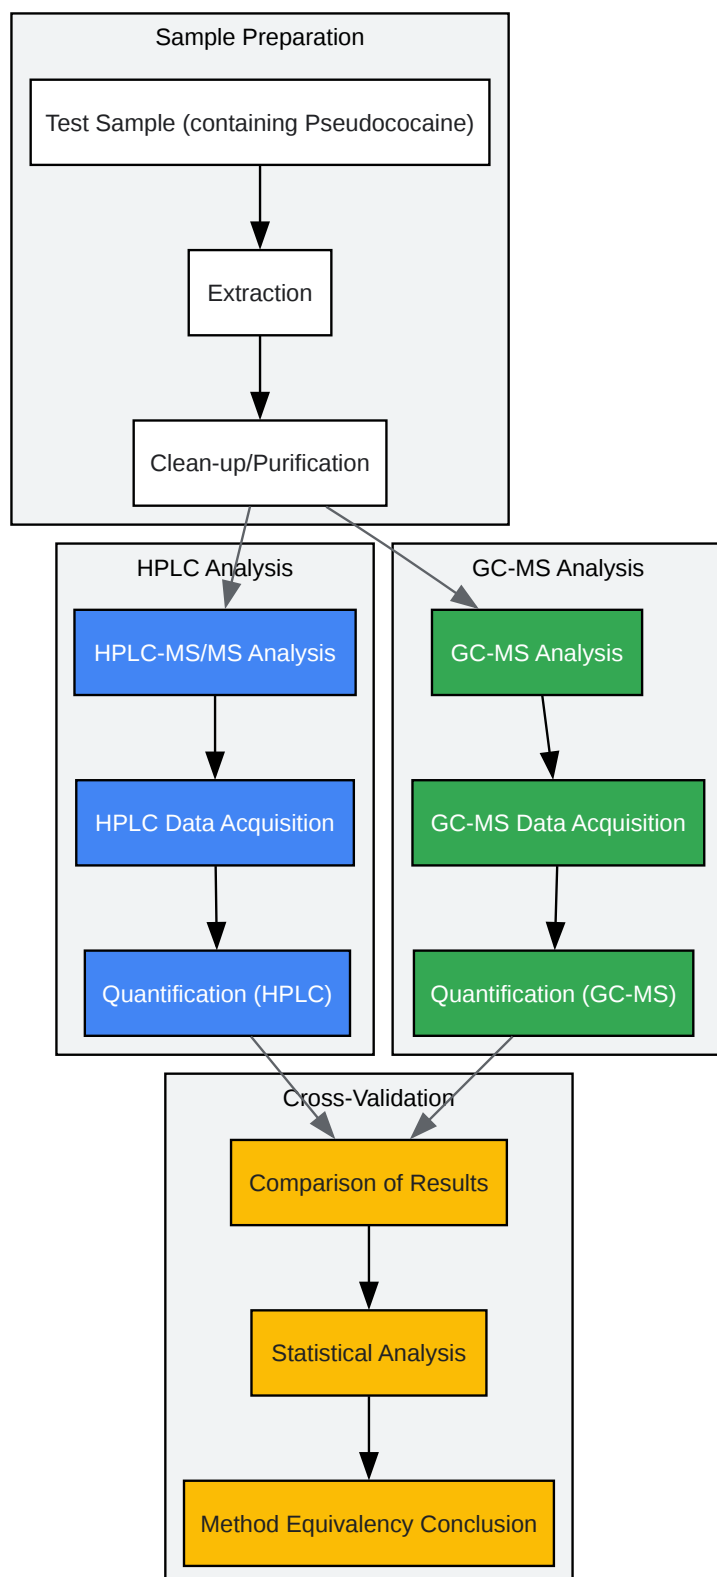 Sample Preparation
Test Sample (containing Pseudococaine)
Extraction
Clean-up/Purification
HPLC Analysis
HPLC-MS/MS Analysis
HPLC Data Acquisition
Quantification (HPLC)
GC-MS Analysis
GC-MS Analysis
GC-MS Data Acquisition
Quantification (GC-MS)
Cross-Validation
Comparison of Results
Statistical Analysis
Method Equivalency Conclusion